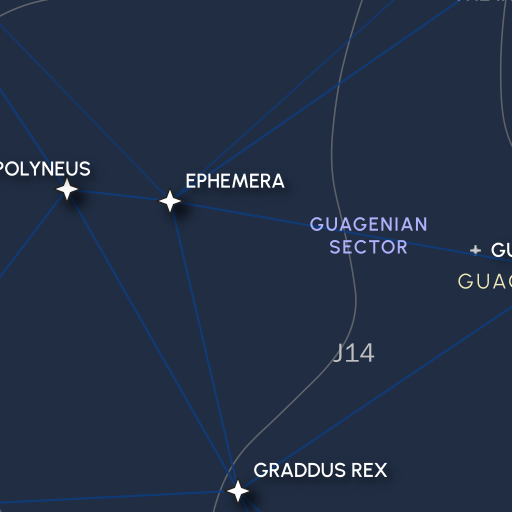 POLYNEUS
EPHEMERA
GUAGENIAN
SECTOR
J14
GRADDUS REX